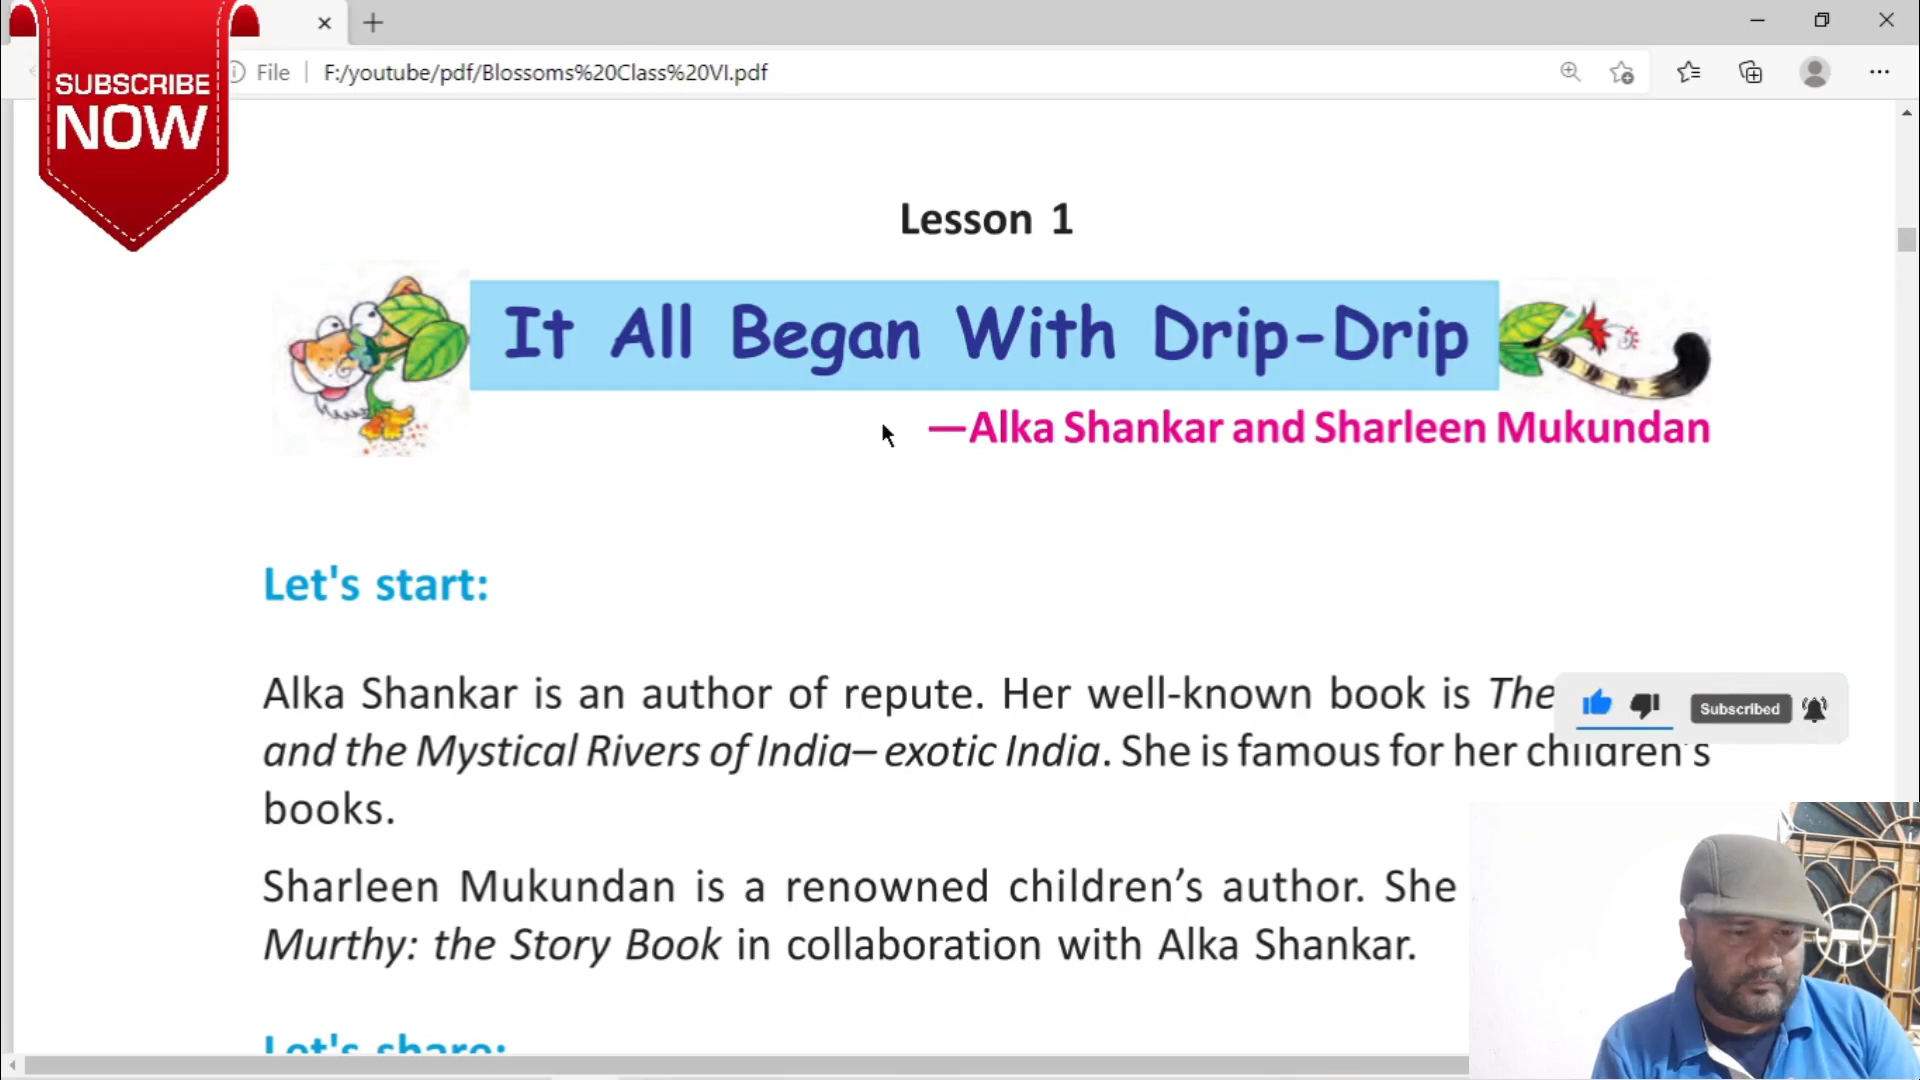 SUBSCRIBE
NOW
File
F:/youtube/pdf/Blossoms%20Class%20VI.pdf
Lesson 1
It All Began With Drip-Drip
—Alka Shankar and Sharleen Mukundan
Let's start:
Alka Shankar is an author of repute. Her well-known book is The
and the Mystical Rivers of India– exotic India. She is famous for her children's
books.
Subscribed
Sharleen Mukundan is a renowned children’s author. She
Murthy: the Story Book in collaboration with Alka Shankar.
Let's share: